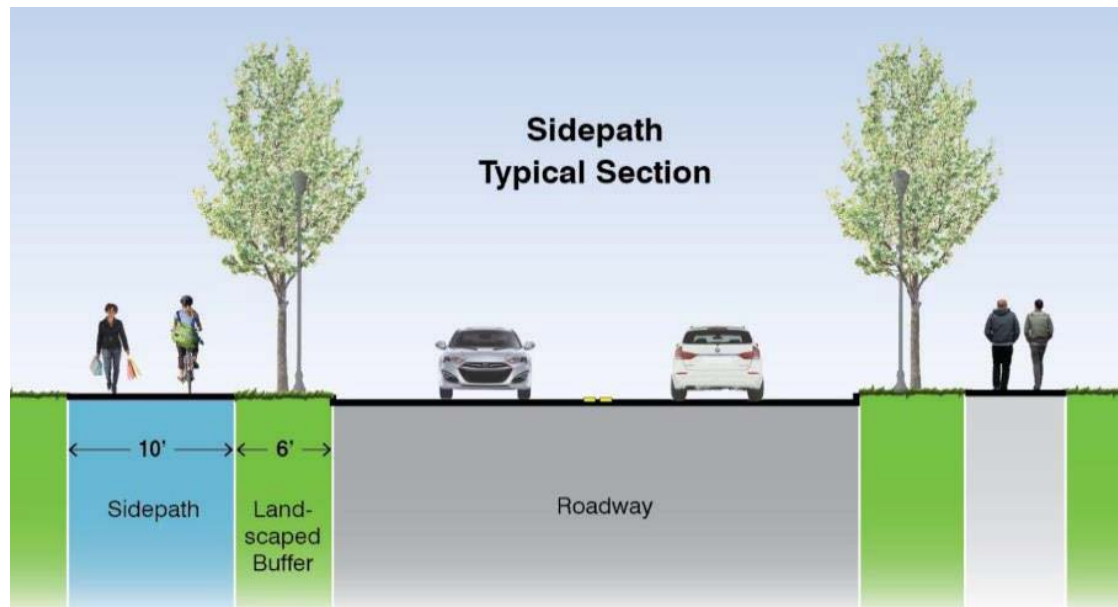 Sidepath
Typical Section
10’
6’
Sidepath
Land-
scaped
Buffer
Roadway